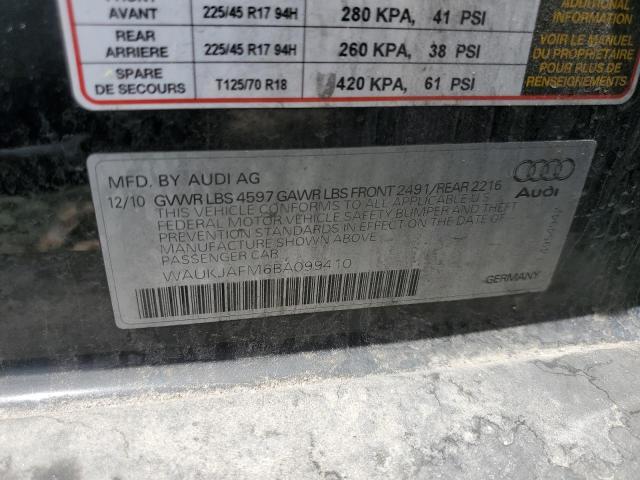 FRONT
AVANT 225/45 R17 94H 280 KPA, 41 PSI
REAR
ARRIERE 225/45 R17 94H 260 KPA, 38 PSI
SPARE
DE SECOURS T125/70 R18 420 KPA, 61 PSI
ADDITIONAL
INFORMATION
VOIR LE MANUEL
DU PROPRIETAIRE
POUR PLUS DE
RENSEIGNEMENTS
MFD. BY AUDI AG
12/10 GVWR LBS 4597 GAWR LBS FRONT 2491/REAR 2216
THIS VEHICLE CONFORMS TO ALL APPLICABLE U.S.
FEDERAL MOTOR VEHICLE SAFETY BUMPER AND THEFT
PREVENTION STANDARDS IN EFFECT ON THE DATE OF
MANUFACTURE SHOWN ABOVE.
PASSENGER CAR
WAUKJAFM6BA099410
Audi
GERMANY